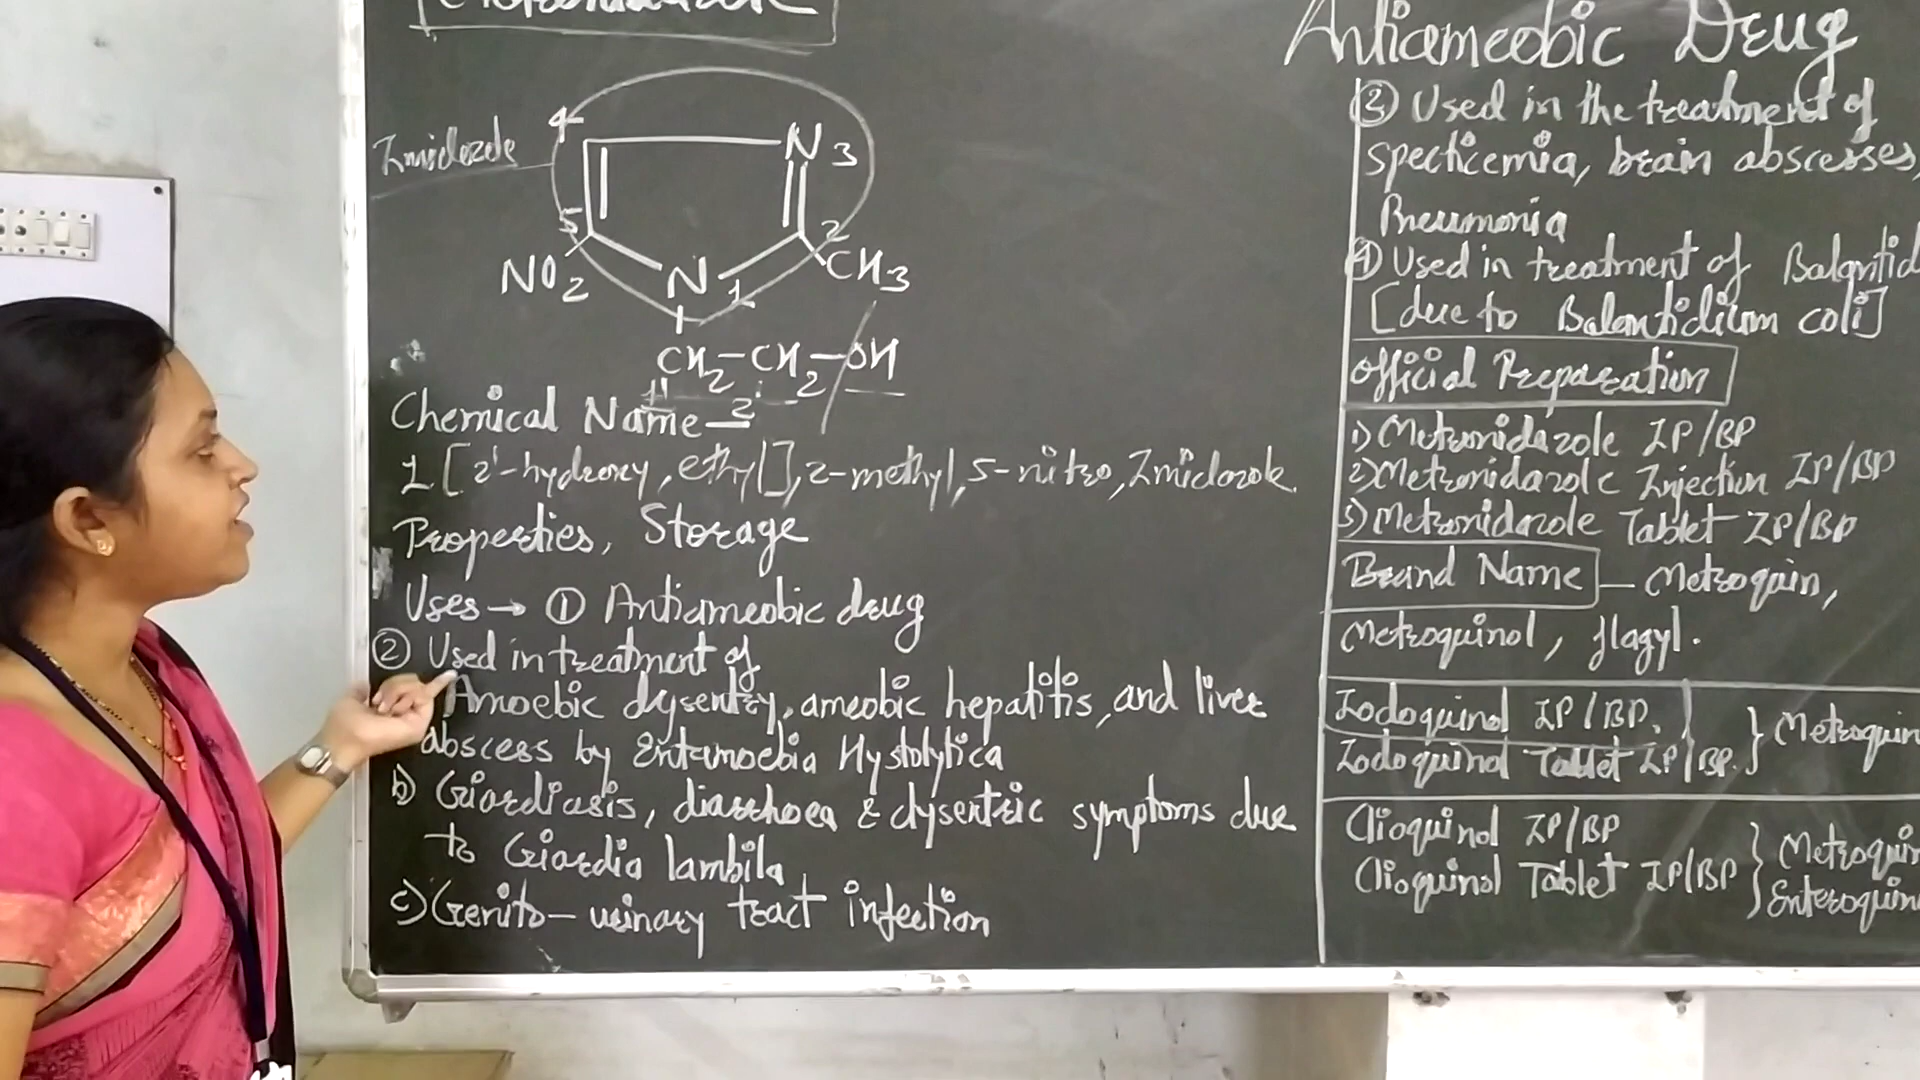 Imidazole
4
N 3
5
2
NO2
N 1
CH3
CH2-CH2-OH
1' 2'
Chemical Name-
1 [2'-hydroxy, ethyl], 2-methyl, 5-nitro, Imidazole.
Properties, Storage
Uses → ① Antiameobic drug
② Used in treatment of
Amoebic dysentry, ameobic hepatitis, and liver
abscess by Entamoebia Hystolytica
b) Giardiasis, diarrhoea & dysentric symptoms due
to Giardia lambila
c) Genito-urinary tract infection
Antiameobic Drug
③ Used in the treatment of
specticemia, brain abscesses,
Pneumonia
④ Used in treatment of Balantid
[due to Balantidium coli]
Official Preparation
1) Metronidazole IP/BP
2) Metronidazole Injection IP/BP
3) Metronidazole Tablet IP/BP
Brand Name - Metroquin,
Metroquinol, flagyl.
Iodoquinol IP/BP. } Metroquin
Iodoquinol Tablet IP/BP.
Clioquinol IP/BP } Metroquin
Clioquinol Tablet IP/BP Enteroquin